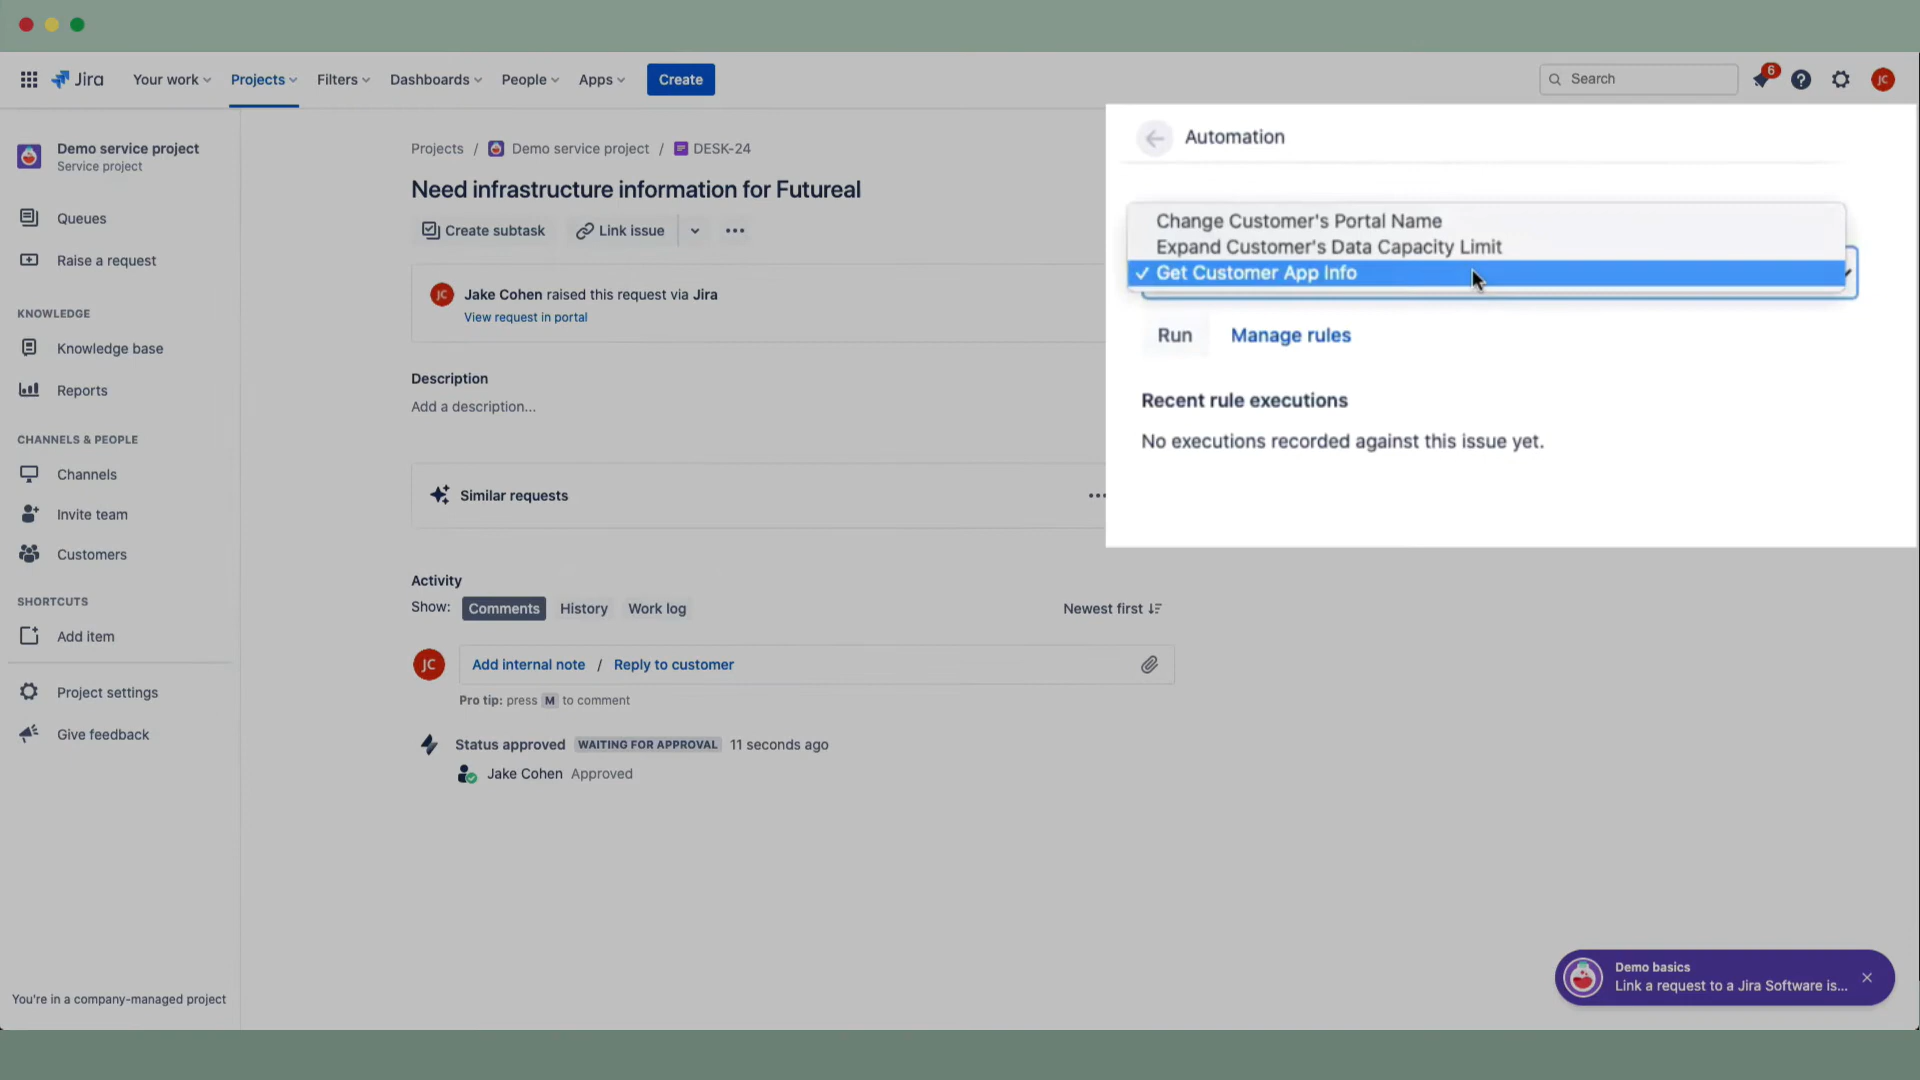 Jira
Your work
Projects
Filters
Dashboards
People
Apps
Create
Search
6
JC
Demo service project
Service project
Queues
Raise a request
KNOWLEDGE
Knowledge base
Reports
CHANNELS & PEOPLE
Channels
Invite team
Customers
SHORTCUTS
Add item
Project settings
Give feedback
You're in a company-managed project
Projects / Demo service project / DESK-24
Need infrastructure information for Futureal
Create subtask
Link issue
JC
Jake Cohen raised this request via Jira
View request in portal
Description
Add a description...
Similar requests
Activity
Show: Comments History Work log
Newest first
JC
Add internal note / Reply to customer
Pro tip: press M to comment
Status approved WAITING FOR APPROVAL 11 seconds ago
Jake Cohen Approved
Automation
Change Customer's Portal Name
Expand Customer's Data Capacity Limit
Get Customer App Info
Run
Manage rules
Recent rule executions
No executions recorded against this issue yet.
Demo basics
Link a request to a Jira Software is...